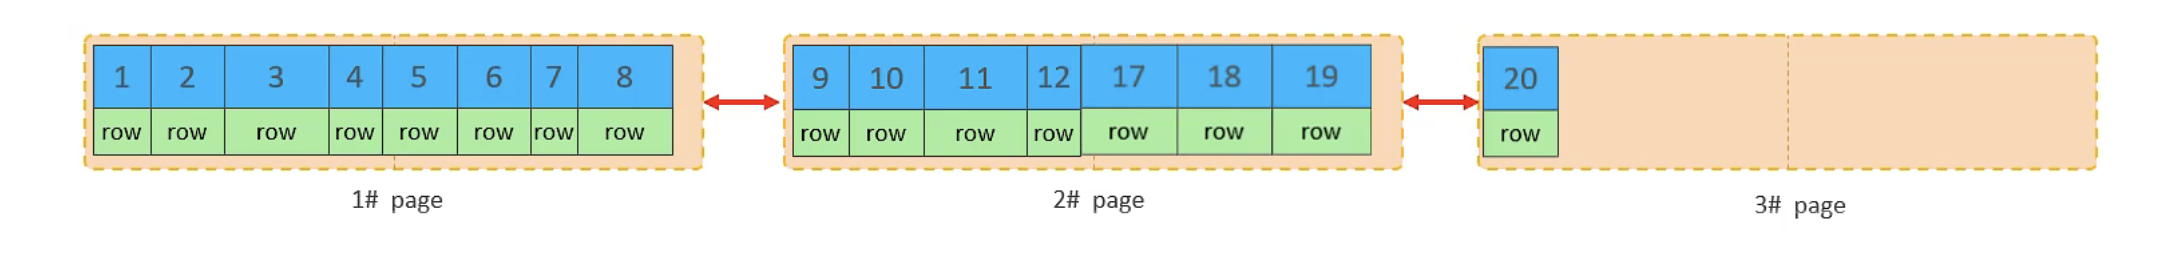 1 2 3 4 5 6 7 8
row row row row row row row row
1# page
9 10 11 12 17 18 19
row row row row row row row
2# page
20
row
3# page